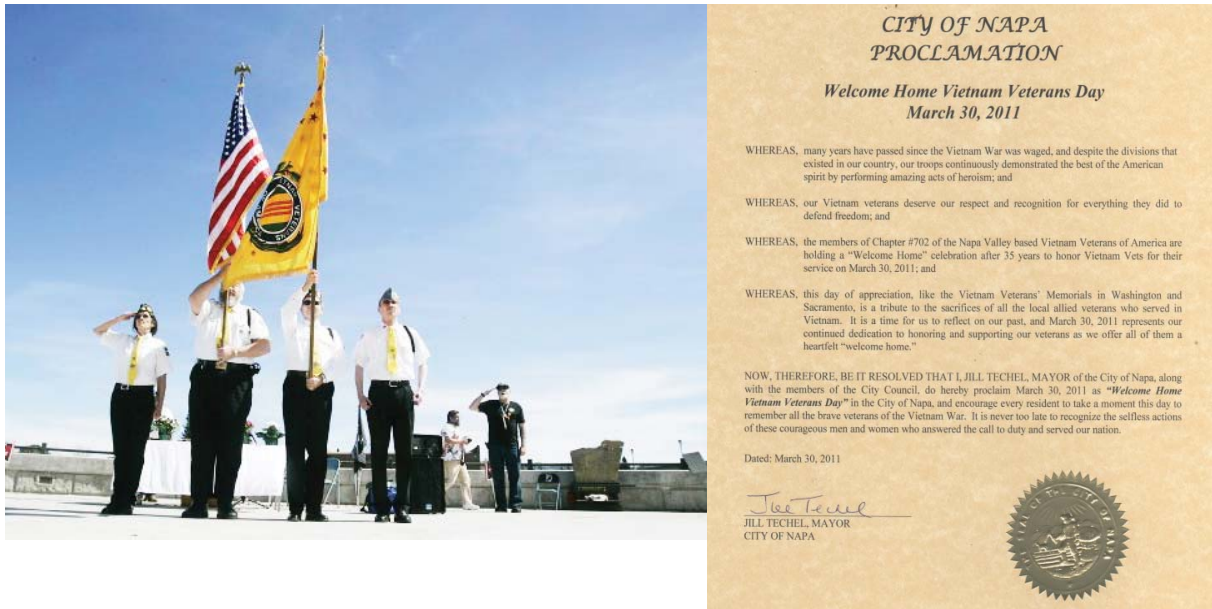 VETERANS
CITY OF NAPA
PROCLAMATION
Welcome Home Vietnam Veterans Day
March 30, 2011
WHEREAS, many years have passed since the Vietnam War was waged, and despite the divisions that
existed in our country, our troops continuously demonstrated the best of the American
spirit by performing amazing acts of heroism; and
WHEREAS, our Vietnam veterans deserve our respect and recognition for everything they did to
defend freedom; and
WHEREAS, the members of Chapter #702 of the Napa Valley based Vietnam Veterans of America are
holding a “Welcome Home” celebration after 35 years to honor Vietnam Vets for their
service on March 30, 2011; and
WHEREAS, this day of appreciation, like the Vietnam Veterans’ Memorials in Washington and
Sacramento, is a tribute to the sacrifices of all the local allied veterans who served in
Vietnam. It is a time for us to reflect on our past, and March 30, 2011 represents our
continued dedication to honoring and supporting our veterans as we offer all of them a
heartfelt “welcome home.”
NOW, THEREFORE, BE IT RESOLVED THAT I, JILL TECHEL, MAYOR of the City of Napa, along
with the members of the City Council, do hereby proclaim March 30, 2011 as “Welcome Home
Vietnam Veterans Day” in the City of Napa, and encourage every resident to take a moment this day to
remember all the brave veterans of the Vietnam War. It is never too late to recognize the selfless actions
of these courageous men and women who answered the call to duty and served our nation.
Dated: March 30, 2011
Jill Techel
JILL TECHEL, MAYOR
CITY OF NAPA